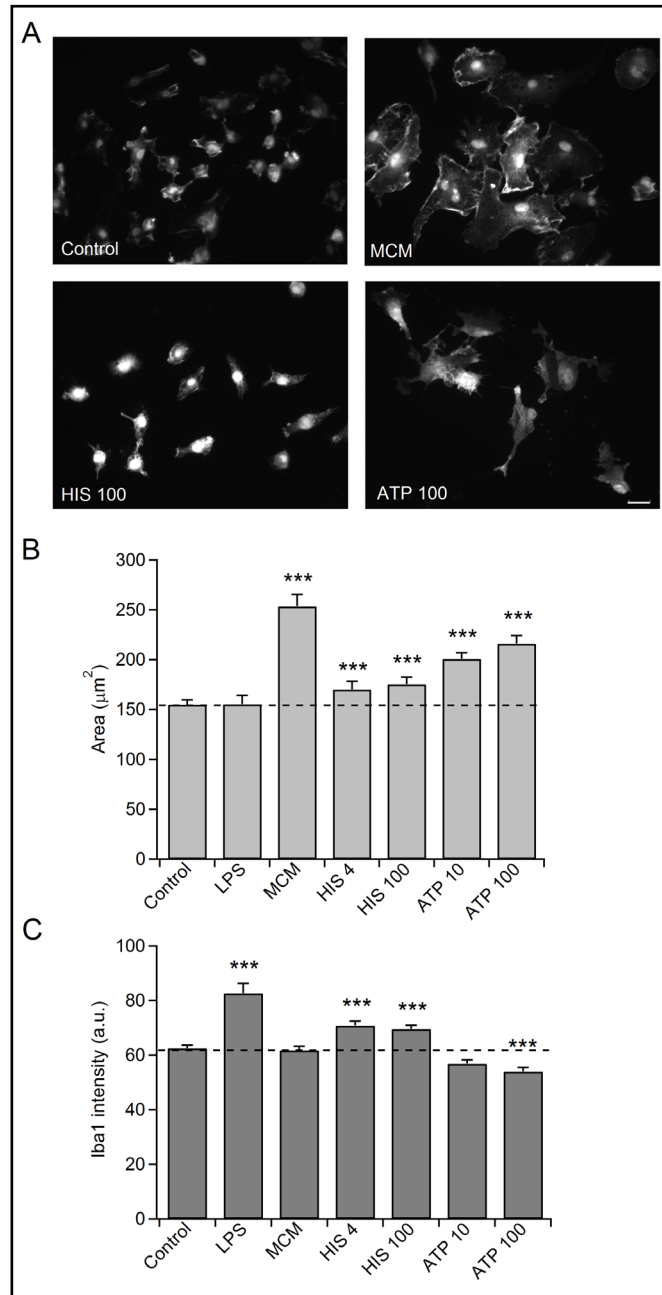 A
Control
MCM
HIS 100
ATP 100
B
300
250
200
150
100
50
0
Area (μm²)
***
***
***
***
***
Control
LPS
MCM
HIS 4
HIS 100
ATP 10
ATP 100
C
100
80
60
40
20
0
Iba1 intensity (a.u.)
***
***
***
***
Control
LPS
MCM
HIS 4
HIS 100
ATP 10
ATP 100